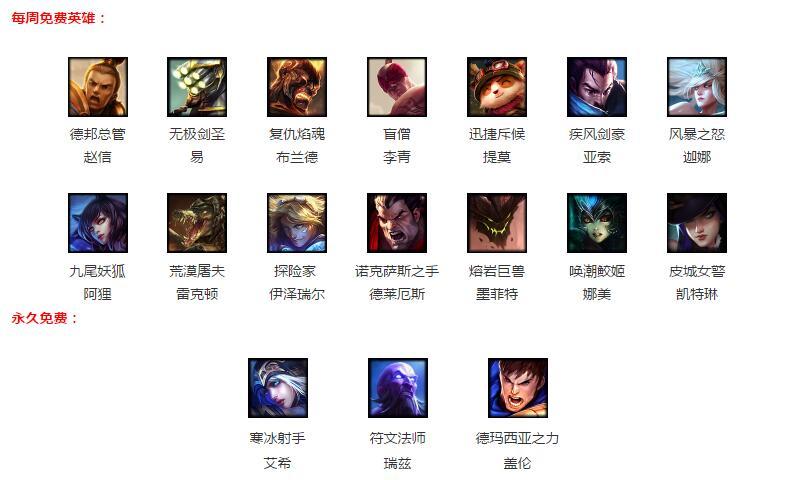 每周免费英雄：
德邦总管 无极剑圣 复仇焰魂 盲僧 迅捷斥候 疾风剑豪 风暴之怒
赵信 易 布兰德 李青 提莫 亚索 迦娜
九尾妖狐 荒漠屠夫 探险家 诺克萨斯之手 熔岩巨兽 唤潮鲛姬 皮城女警
阿狸 雷克顿 伊泽瑞尔 德莱厄斯 墨菲特 娜美 凯特琳
永久免费：
寒冰射手 符文法师 德玛西亚之力
艾希 瑞兹 盖伦